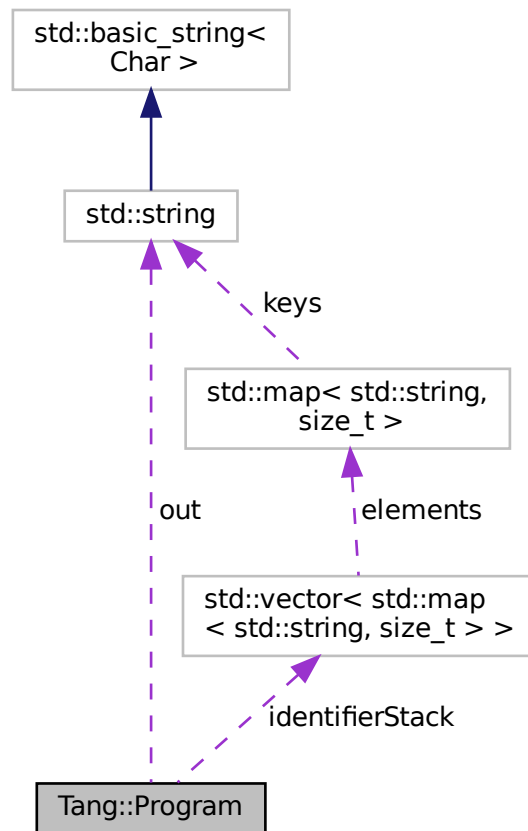 std::basic_string<
Char >
std::string
keys
std::map< std::string,
size_t >
out
elements
std::vector< std::map
< std::string, size_t > >
identifierStack
Tang::Program